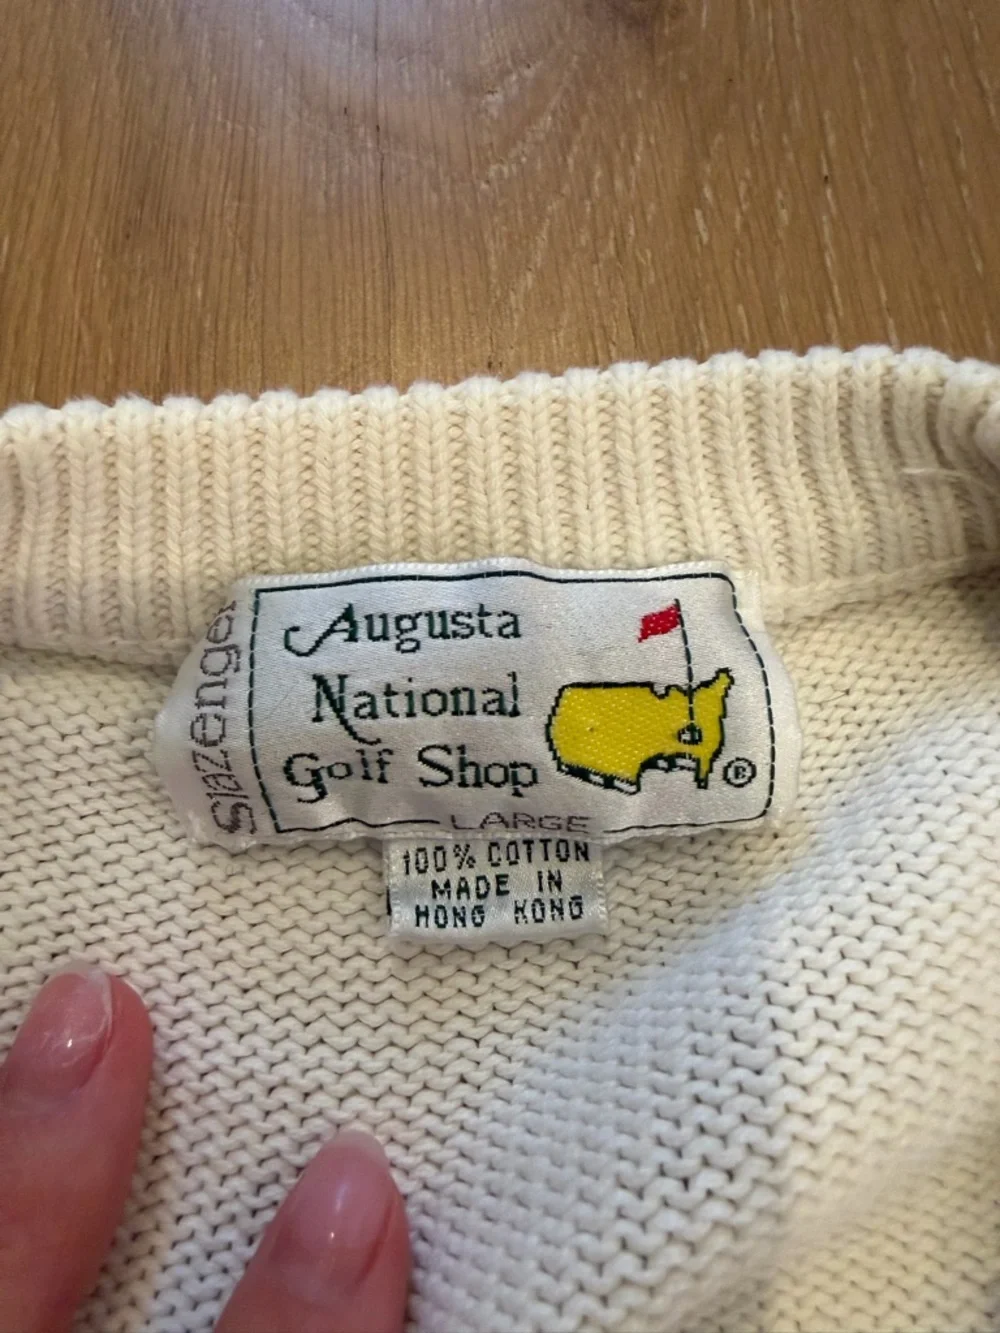 Slazenger
Augusta
National
Golf Shop
®
LARGE
100% COTTON
MADE IN
HONG KONG